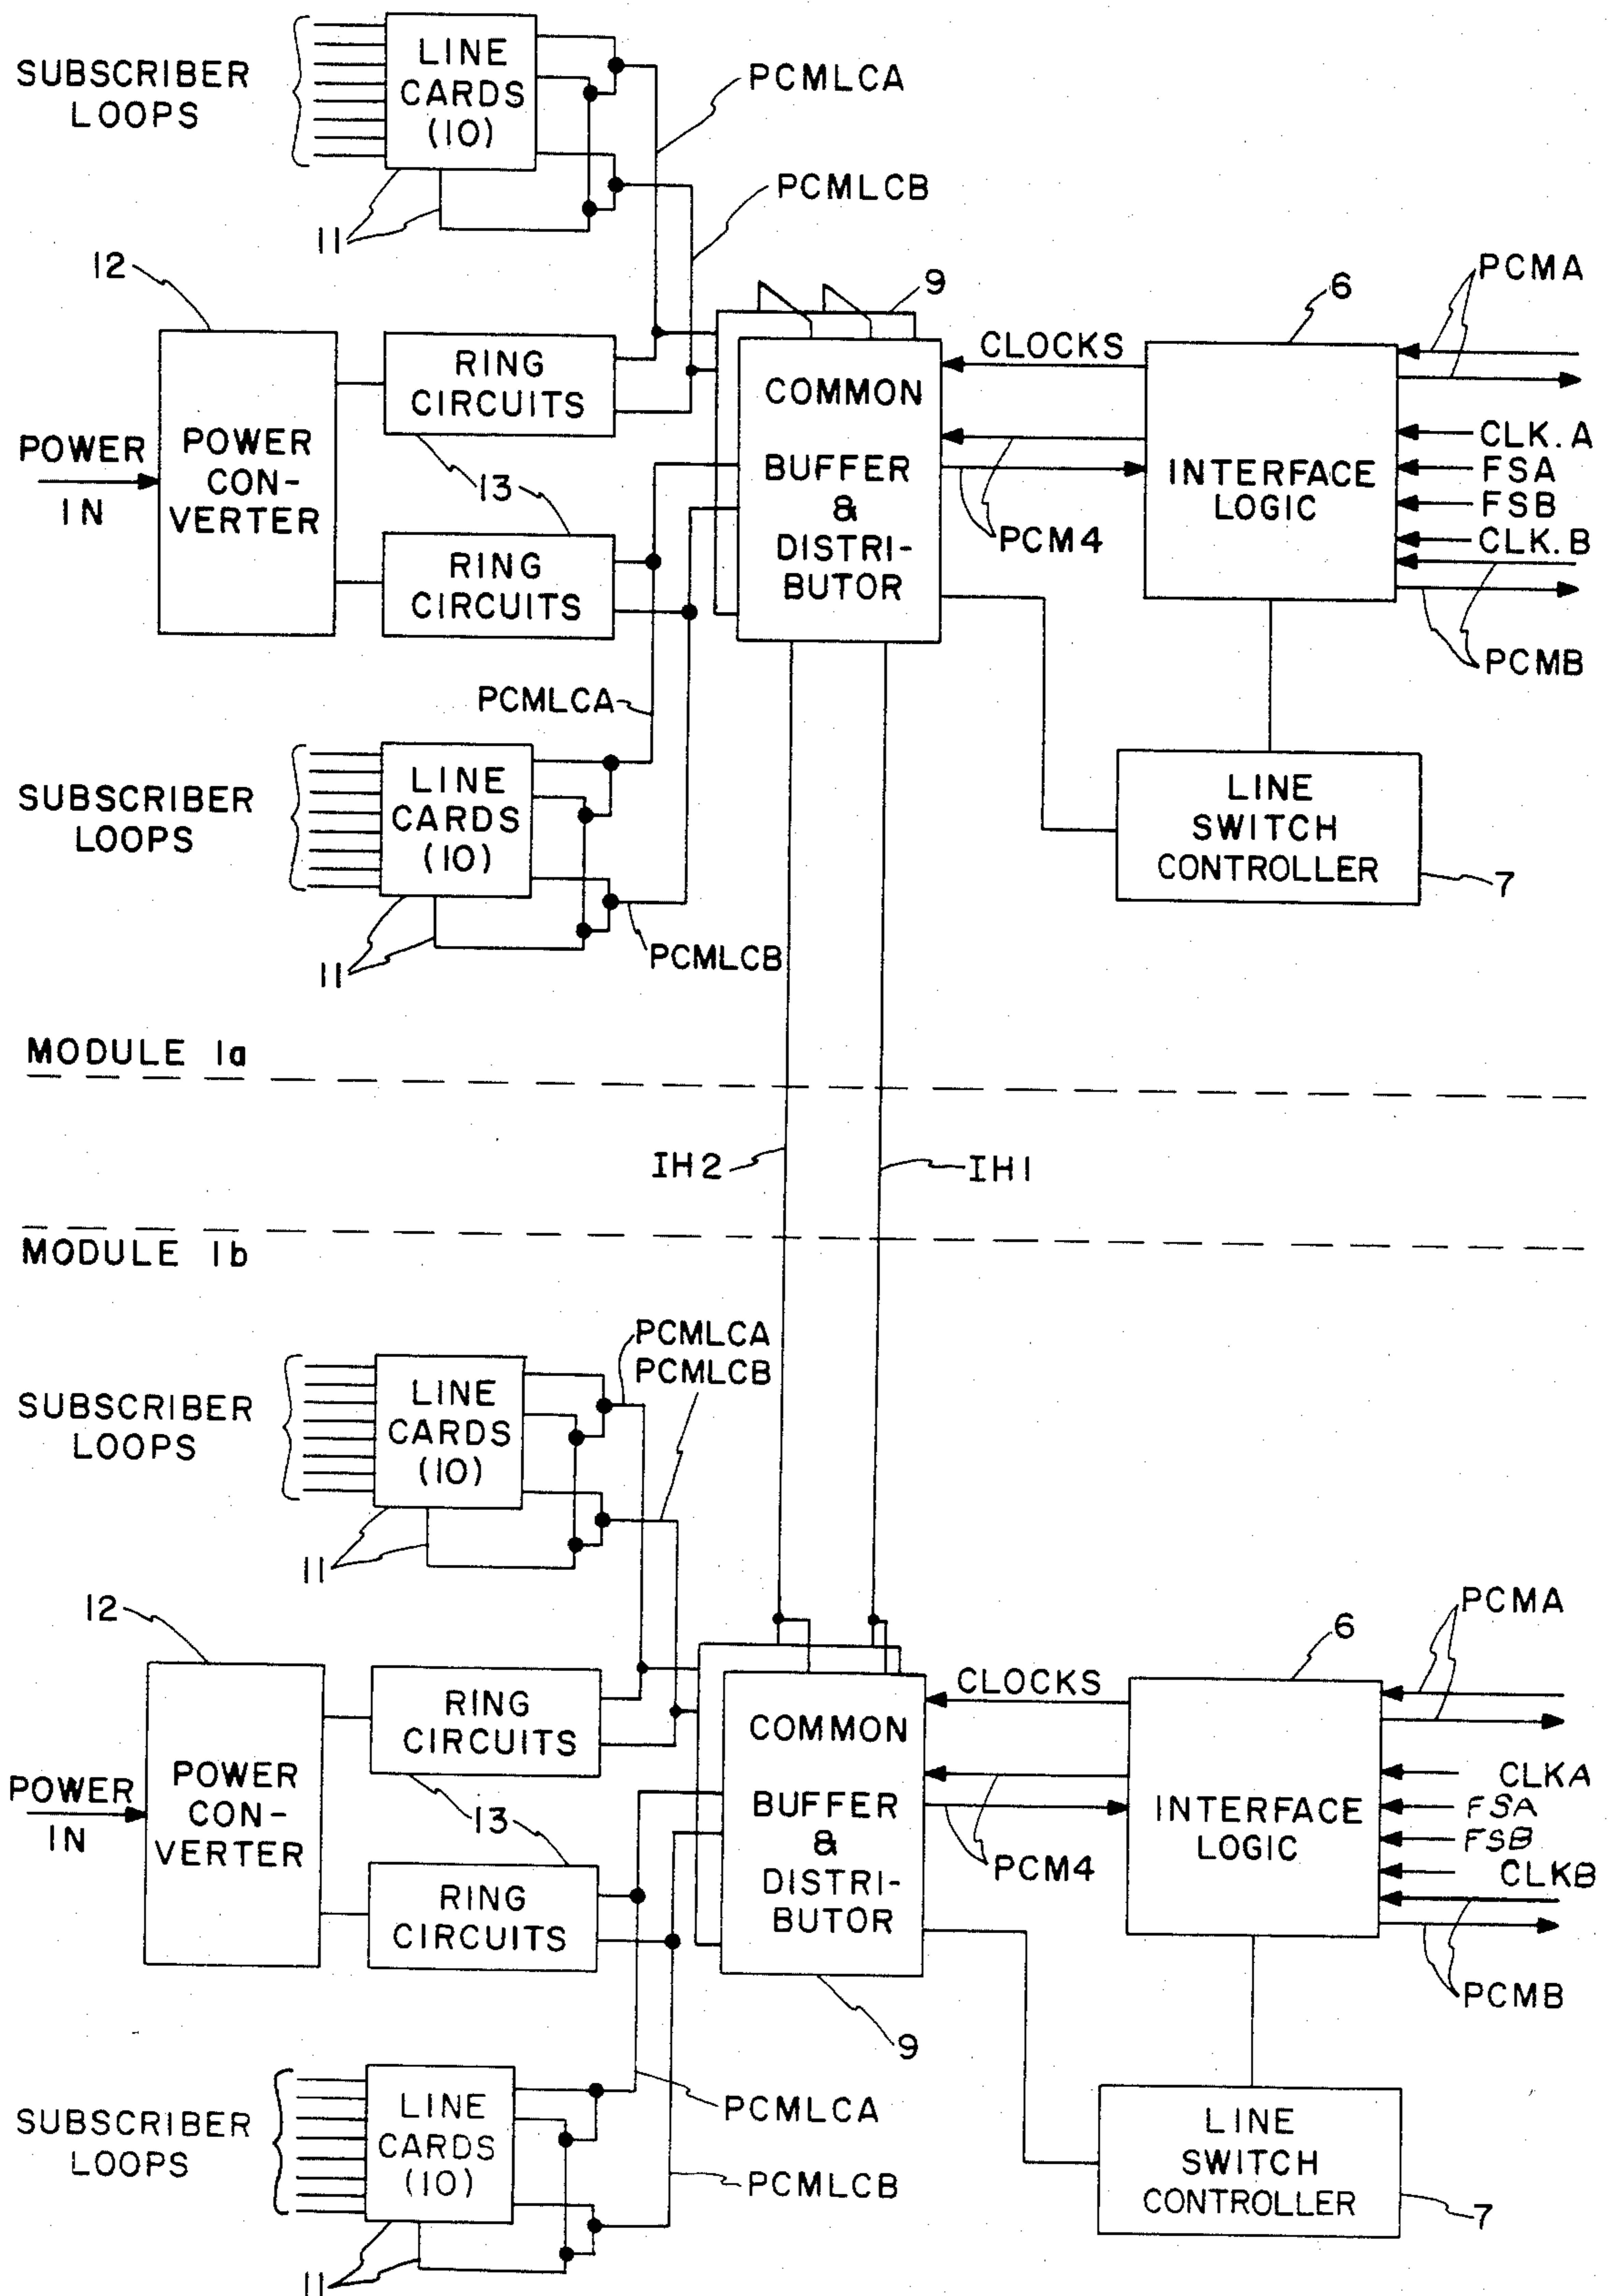 SUBSCRIBER
LOOPS
LINE
CARDS
(10)
PCMLCA
PCMLCB
11
12
9
6
PCMA
POWER
IN
POWER
CON-
VERTER
RING
CIRCUITS
13
RING
CIRCUITS
COMMON
BUFFER
&
DISTRI-
BUTOR
CLOCKS
PCM4
INTERFACE
LOGIC
CLK.A
FSA
FSB
CLK.B
PCMB
PCMLCA
SUBSCRIBER
LOOPS
LINE
CARDS
(10)
PCMLCB
11
LINE
SWITCH
CONTROLLER
7
MODULE 1a
IH2
IH1
MODULE 1b
PCMLCA
PCMLCB
SUBSCRIBER
LOOPS
LINE
CARDS
(10)
11
12
6
PCMA
POWER
IN
POWER
CON-
VERTER
RING
CIRCUITS
13
RING
CIRCUITS
COMMON
BUFFER
&
DISTRI-
BUTOR
CLOCKS
PCM4
INTERFACE
LOGIC
CLKA
FSA
FSB
CLKB
PCMB
9
SUBSCRIBER
LOOPS
LINE
CARDS
(10)
PCMLCA
PCMLCB
11
LINE
SWITCH
CONTROLLER
7